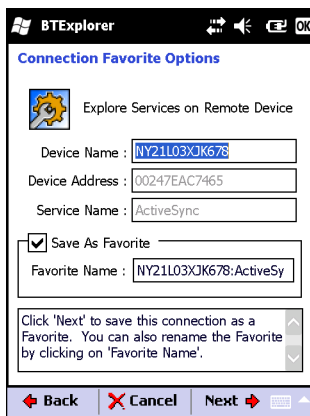 BTExplorer
OK
Connection Favorite Options
Explore Services on Remote Device
Device Name : NY21L03XJK678
Device Address : 00247EAC7465
Service Name : ActiveSync
Save As Favorite
Favorite Name : NY21L03XJK678:ActiveSy
Click 'Next' to save this connection as a
Favorite. You can also rename the Favorite
by clicking on 'Favorite Name'.
Back Cancel Next